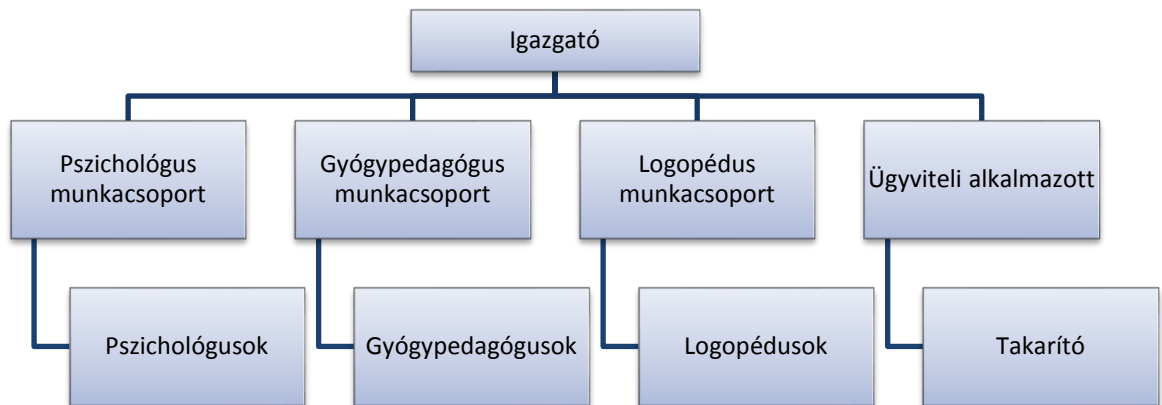 Igazgató
Pszichológus
munkacsoport
Gyógypedagógus
munkacsoport
Logopédus
munkacsoport
Ügyviteli alkalmazott
Pszichológusok
Gyógypedagógusok
Logopédusok
Takarító